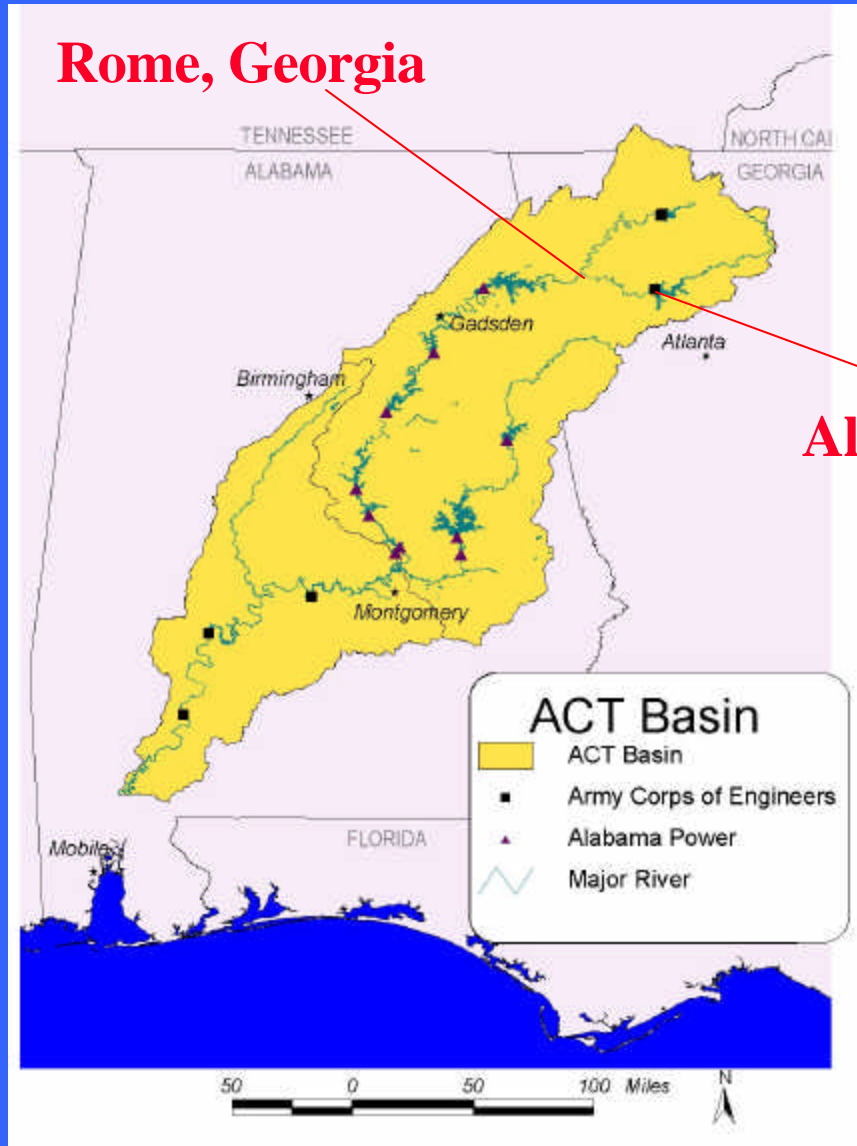 Rome, Georgia
TENNESSEE
NORTH CAR
ALABAMA
GEORGIA
Gadsden
Atlanta
Birmingham
Al
Montgomery
ACT Basin
ACT Basin
Army Corps of Engineers
Alabama Power
Major River
FLORIDA
Mobile
50 0 50 100 Miles
N